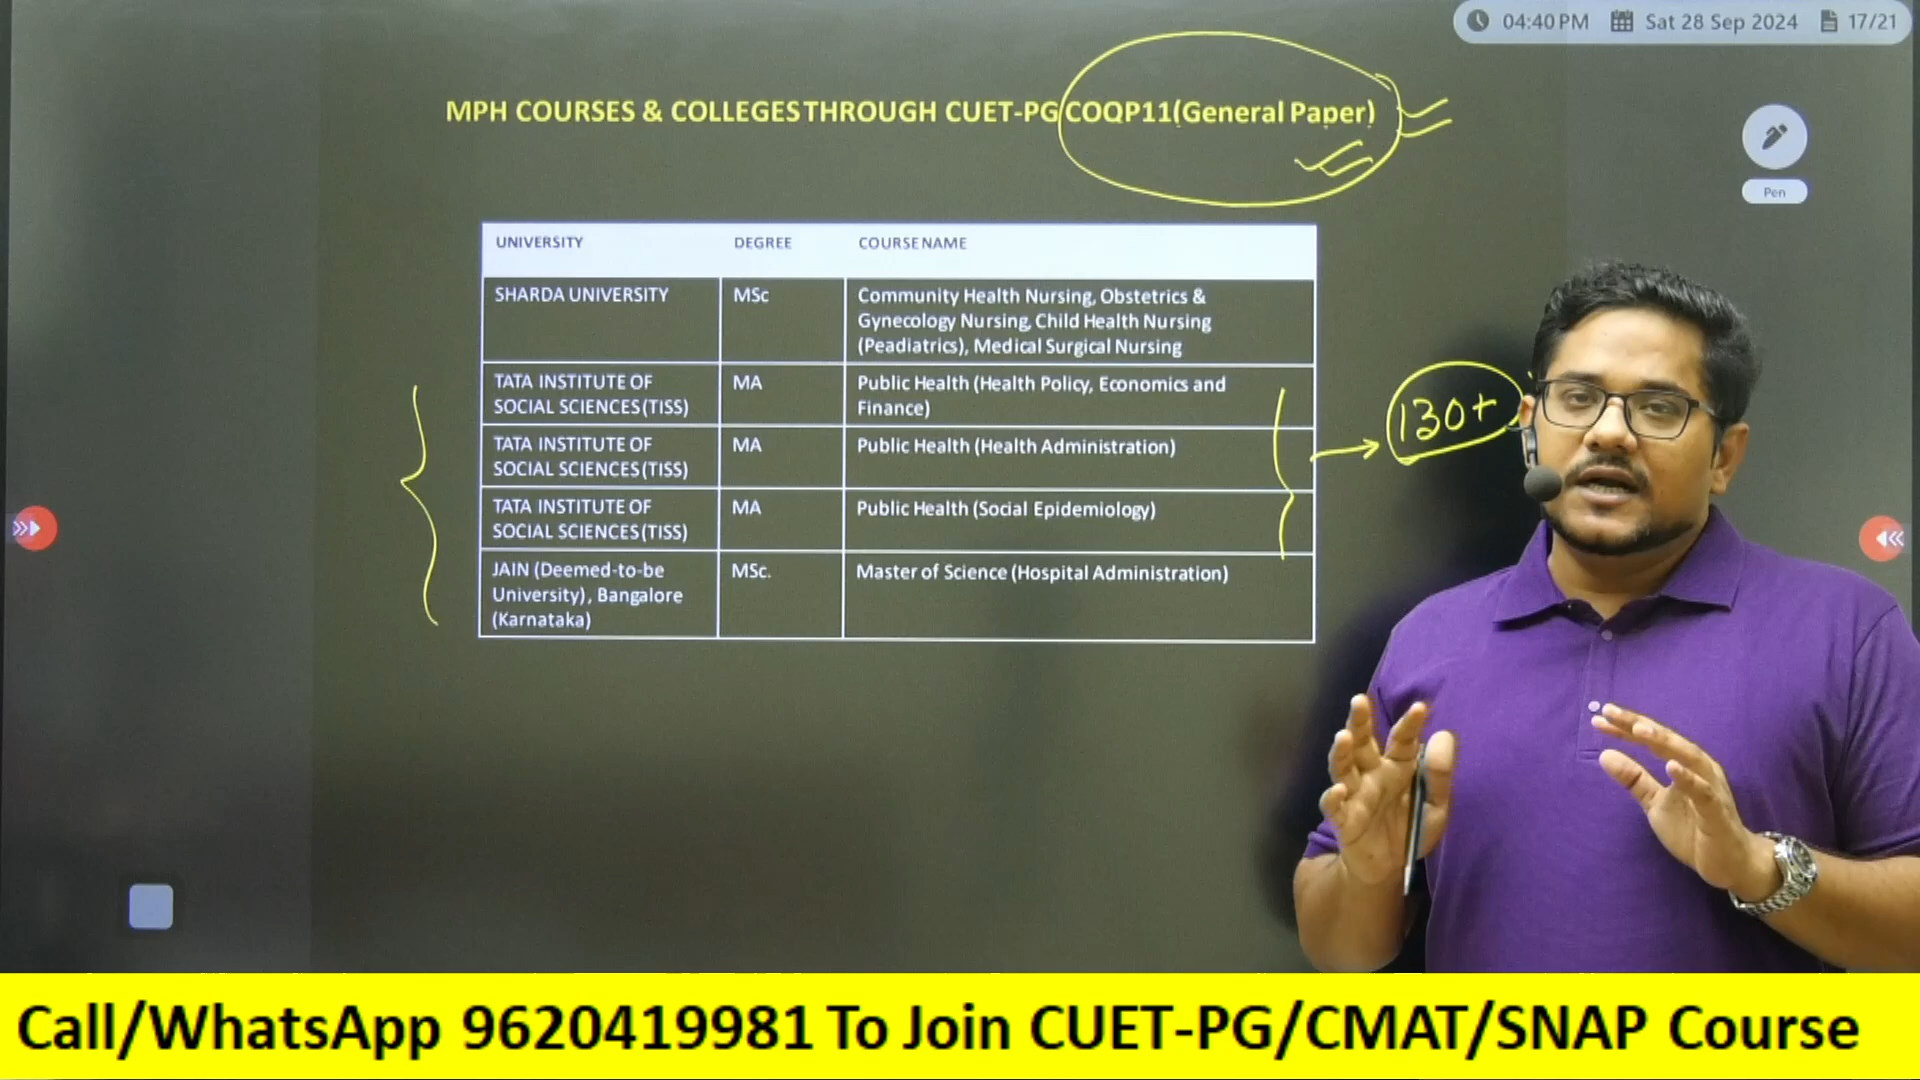 04:40 PM Sat 28 Sep 2024 17/21
MPH COURSES & COLLEGES THROUGH CUET-PG COQP11(General Paper)
Pen
UNIVERSITY DEGREE COURSE NAME
SHARDA UNIVERSITY MSc Community Health Nursing, Obstetrics &
Gynecology Nursing, Child Health Nursing
(Peadiatrics), Medical Surgical Nursing
TATA INSTITUTE OF MA Public Health (Health Policy, Economics and
SOCIAL SCIENCES (TISS) Finance)
130+
TATA INSTITUTE OF MA Public Health (Health Administration)
SOCIAL SCIENCES (TISS)
TATA INSTITUTE OF MA Public Health (Social Epidemiology)
SOCIAL SCIENCES (TISS)
JAIN (Deemed-to-be MSc. Master of Science (Hospital Administration)
University), Bangalore
(Karnataka)
Call/WhatsApp 9620419981 To Join CUET-PG/CMAT/SNAP Course